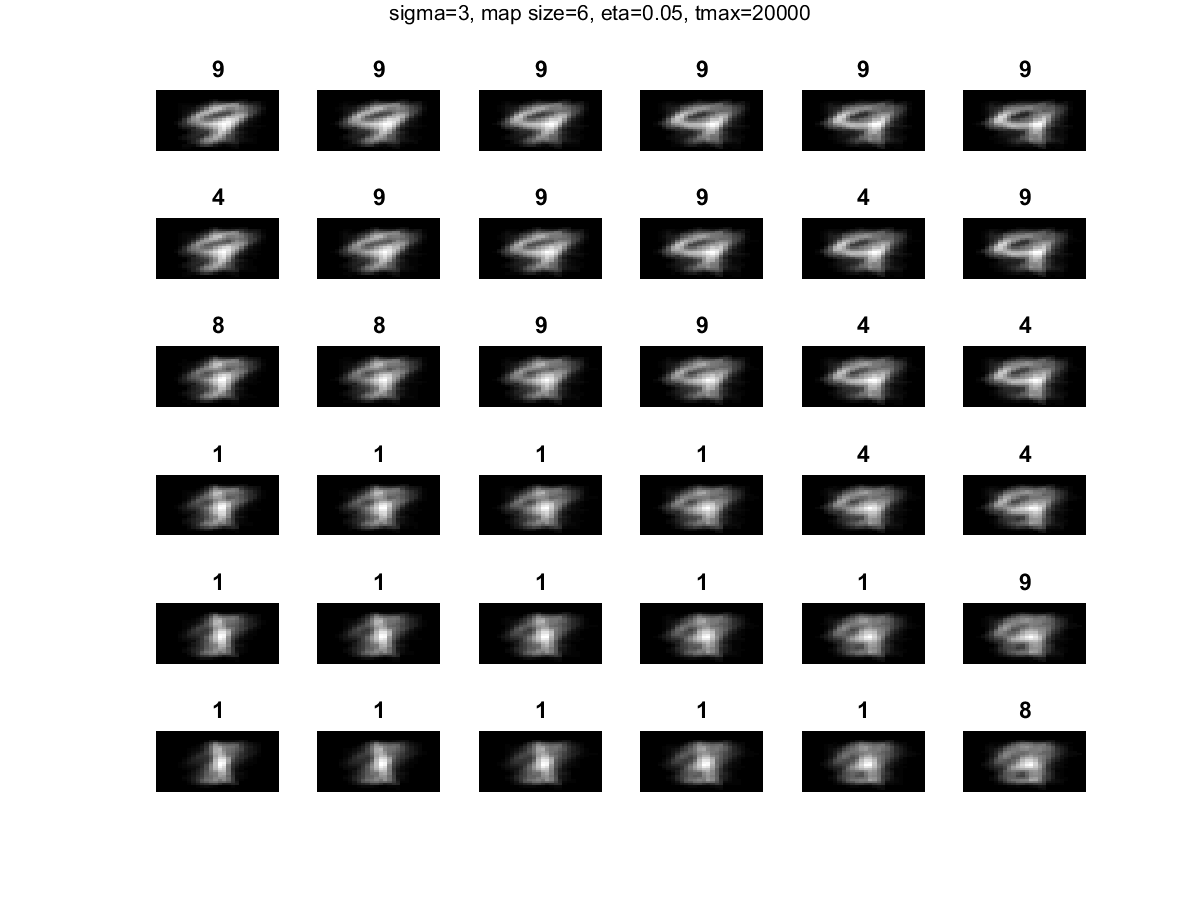 sigma=3, map size=6, eta=0.05, tmax=20000
9 9 9 9 9 9
4 9 9 9 4 9
8 8 9 9 4 4
1 1 1 1 4 4
1 1 1 1 1 9
1 1 1 1 1 8